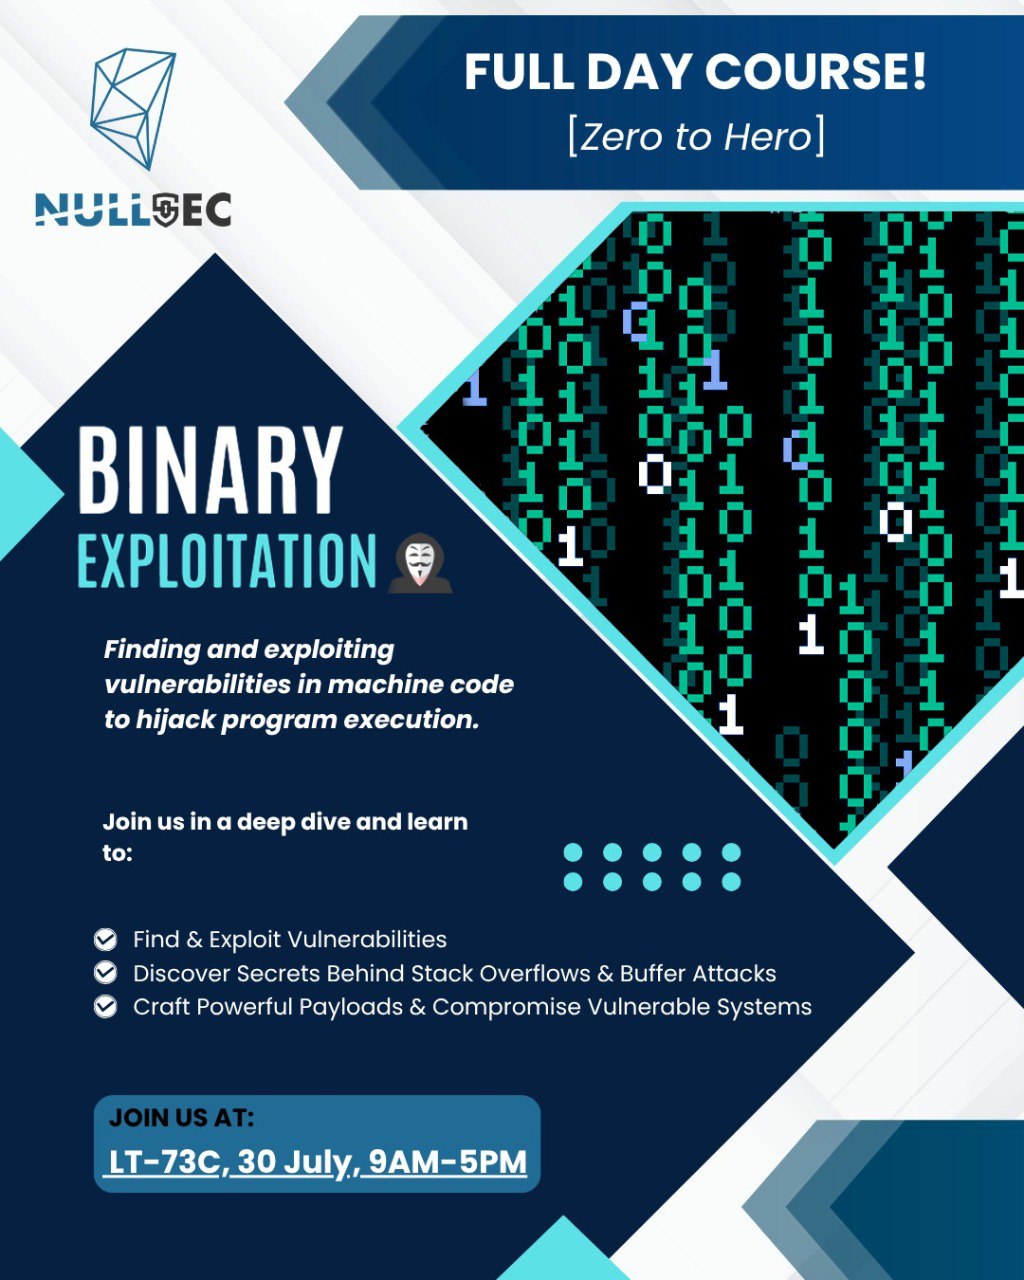 NULLSEC
FULL DAY COURSE!
[Zero to Hero]
BINARY
EXPLOITATION
Finding and exploiting
vulnerabilities in machine code
to hijack program execution.
Join us in a deep dive and learn
to:
Find & Exploit Vulnerabilities
Discover Secrets Behind Stack Overflows & Buffer Attacks
Craft Powerful Payloads & Compromise Vulnerable Systems
JOIN US AT:
LT-73C, 30 July, 9AM-5PM